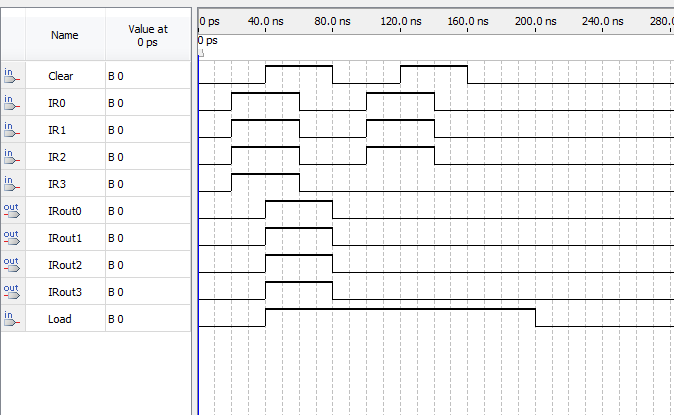 Name
Value at
0 ps
0 ps
40.0 ns
80.0 ns
120.0 ns
160.0 ns
200.0 ns
240.0 ns
280.
0 ps
in Clear B 0
in IR0 B 0
in IR1 B 0
in IR2 B 0
in IR3 B 0
out IRout0 B 0
out IRout1 B 0
out IRout2 B 0
out IRout3 B 0
in Load B 0